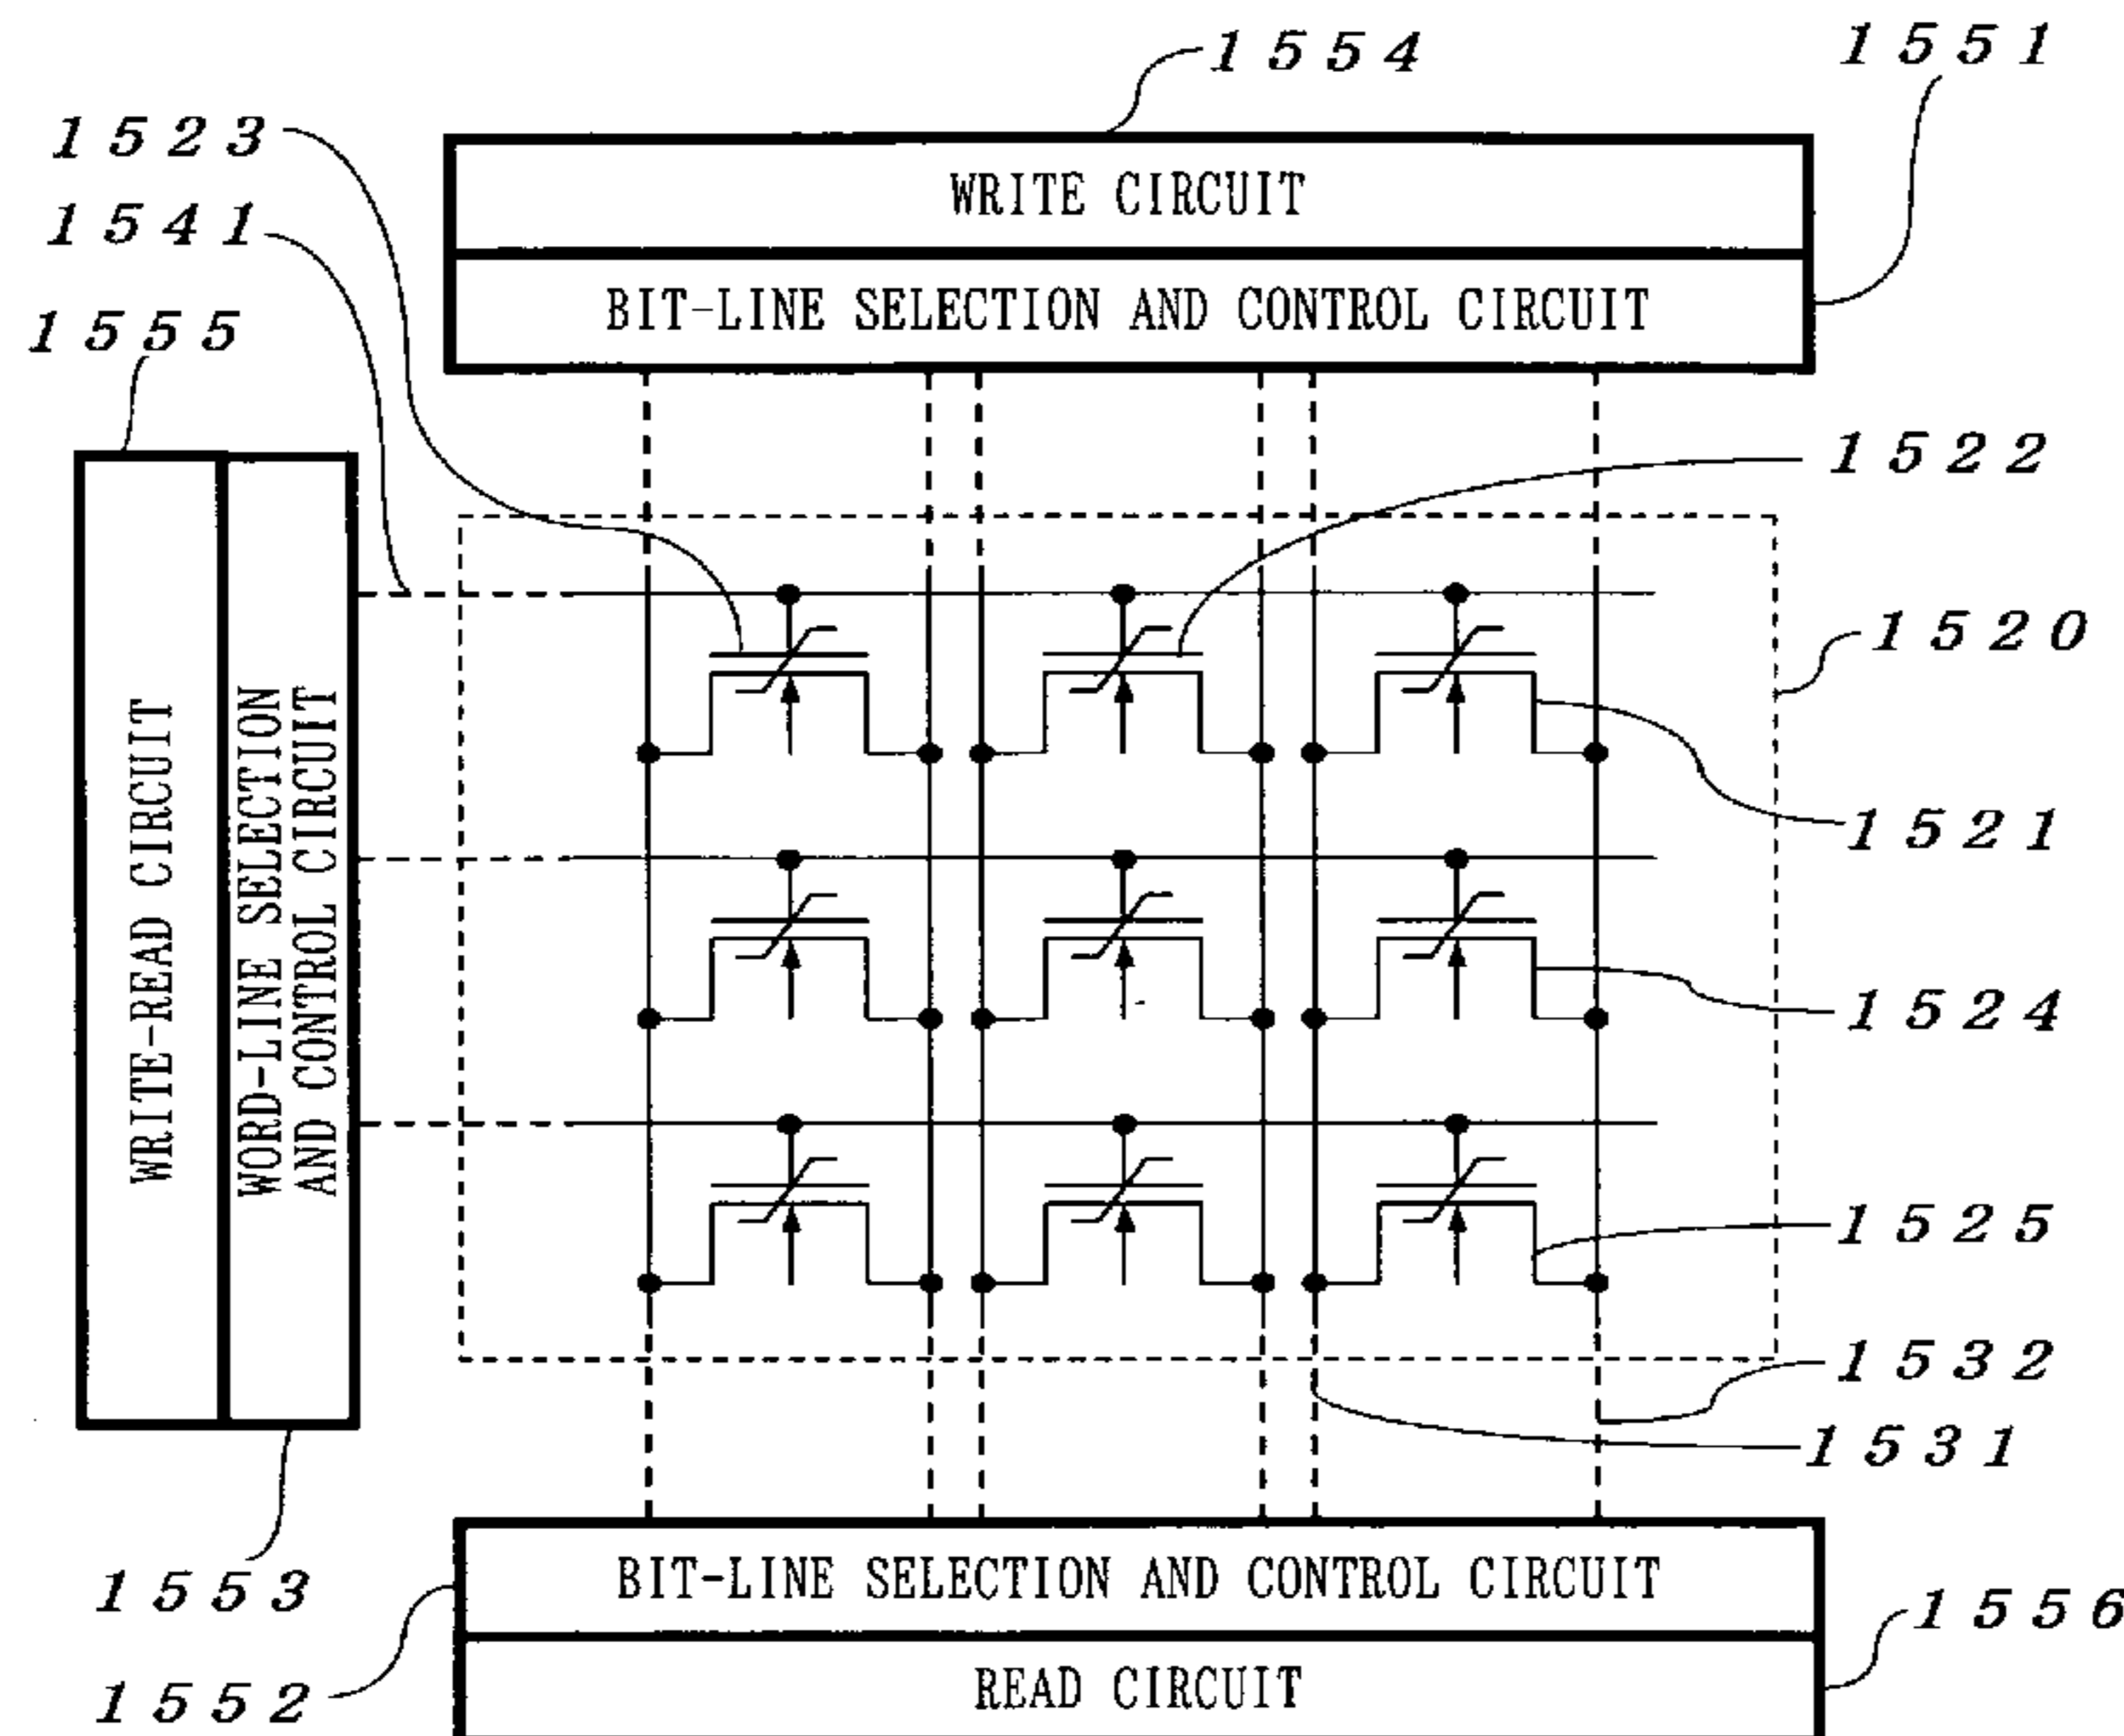 1554
1551
1523
WRITE CIRCUIT
1541
BIT-LINE SELECTION AND CONTROL CIRCUIT
1555
1522
1520
WRITE-READ CIRCUIT
WORD-LINE SELECTION
AND CONTROL CIRCUIT
1521
1524
1525
1532
1531
BIT-LINE SELECTION AND CONTROL CIRCUIT
1553
1556
READ CIRCUIT
1552